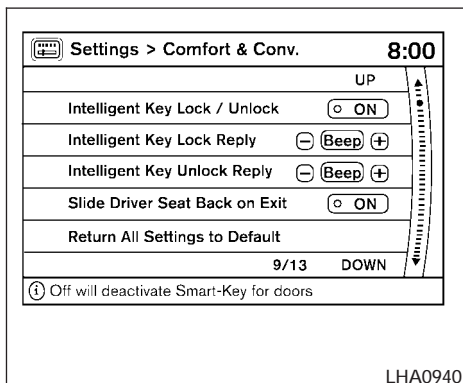 Settings > Comfort & Conv. 8:00
UP
Intelligent Key Lock / Unlock ON
Intelligent Key Lock Reply − Beep +
Intelligent Key Unlock Reply − Beep +
Slide Driver Seat Back on Exit ON
Return All Settings to Default
9/13 DOWN
i Off will deactivate Smart-Key for doors
LHA0940